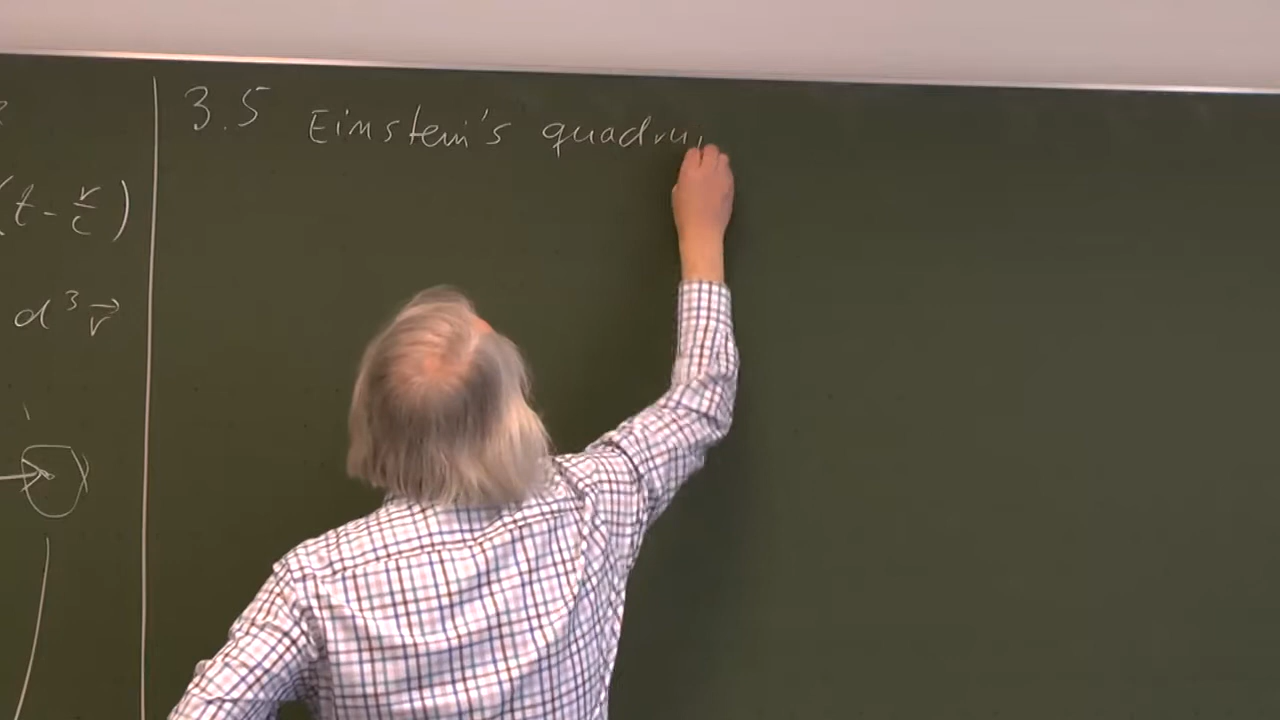 (t - r/c)
d³r⃗
3.5 Einstein's quadru